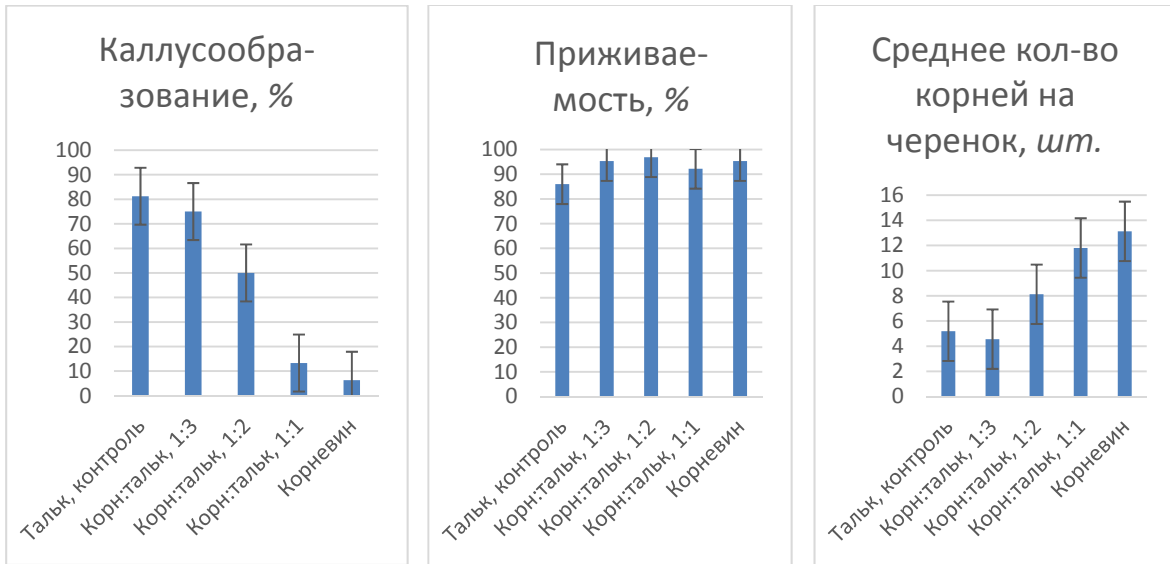 Каллусообра-
зование, %
100
90
80
70
60
50
40
30
20
10
0
Тальк, контроль
Корн:тальк, 1:3
Корн:тальк, 1:2
Корн:тальк, 1:1
Корневин
Приживае-
мость, %
100
90
80
70
60
50
40
30
20
10
0
Тальк, контроль
Корн:тальк, 1:3
Корн:тальк, 1:2
Корн:тальк, 1:1
Корневин
Среднее кол-во
корней на
черенок, шт.
16
14
12
10
8
6
4
2
0
Тальк, контроль
Корн:тальк, 1:3
Корн:тальк, 1:2
Корн:тальк, 1:1
Корневин